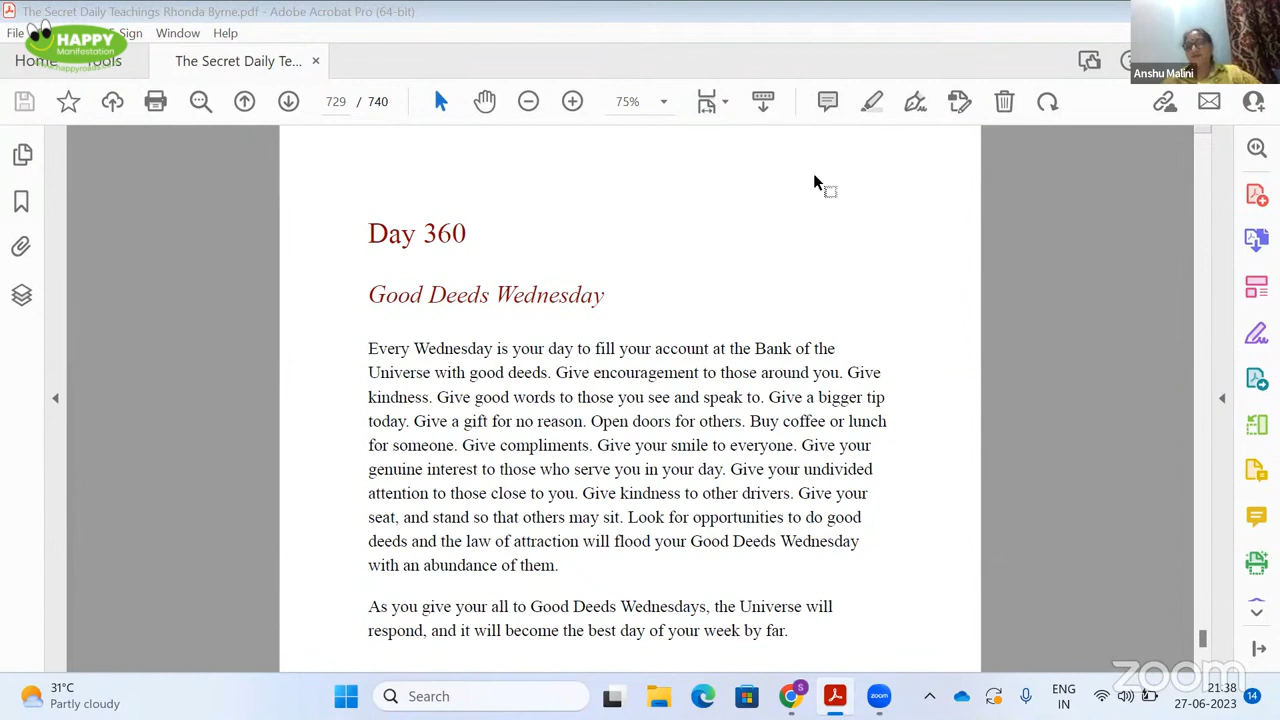 The Secret Daily Teachings Rhonda Byrne.pdf - Adobe Acrobat Pro (64-bit)
File Sign Window Help
HAPPY
Manifestation
Home Tools The Secret Daily Te... ×
Anshu Malini
729 / 740 75%
Day 360
Good Deeds Wednesday
Every Wednesday is your day to fill your account at the Bank of the
Universe with good deeds. Give encouragement to those around you. Give
kindness. Give good words to those you see and speak to. Give a bigger tip
today. Give a gift for no reason. Open doors for others. Buy coffee or lunch
for someone. Give compliments. Give your smile to everyone. Give your
genuine interest to those who serve you in your day. Give your undivided
attention to those close to you. Give kindness to other drivers. Give your
seat, and stand so that others may sit. Look for opportunities to do good
deeds and the law of attraction will flood your Good Deeds Wednesday
with an abundance of them.
As you give your all to Good Deeds Wednesdays, the Universe will
respond, and it will become the best day of your week by far.
zoom
31°C
Partly cloudy
Search
zoom
ENG
IN
21:38
27-06-2023
14